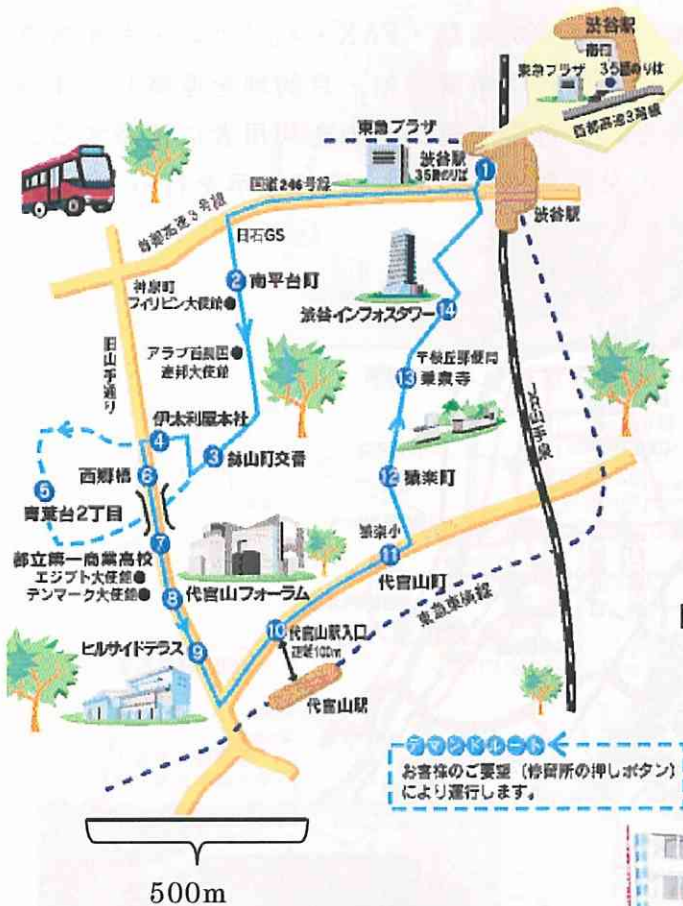 渋谷駅
南口
東急プラザ
35番のりば
首都高速3号線
東急プラザ
渋谷駅
35番のりば
1
渋谷駅
国道246号線
首都高速3号線
日石GS
2 南平台町
神泉町
フィリピン大使館
アラブ首長国
連邦大使館
旧山手通り
渋谷インフォスタワー 14
〒桜丘郵便局
13 乗泉寺
伊太利屋本社
4
3 鉢山町交番
西郷橋 6
5
青葉台2丁目
12 猿楽町
猿楽小
11
代官山町
JR山手線
7
都立第一商業高校
エジプト大使館
デンマーク大使館
8
代官山フォーラム
東急東横線
ヒルサイドテラス 9
10 代官山駅入口
延長100m
代官山駅
デマンドルート
お客様のご要望（停留所の押しボタン）
により運行します。
500m